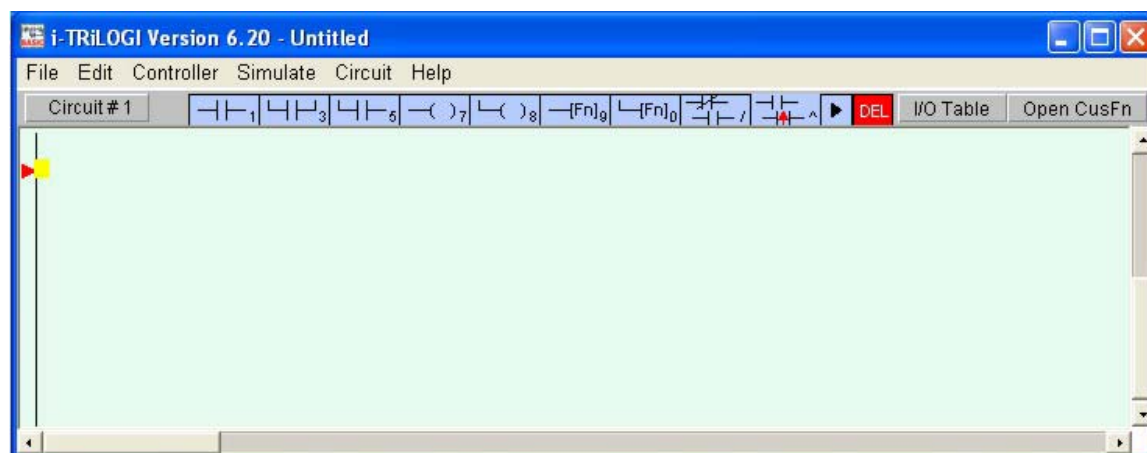 i-TRiLOGI Version 6.20 - Untitled
File Edit Controller Simulate Circuit Help
Circuit # 1 1 3 5 7 8 [Fn]9 [Fn]0 / ^ DEL I/O Table Open CusFn